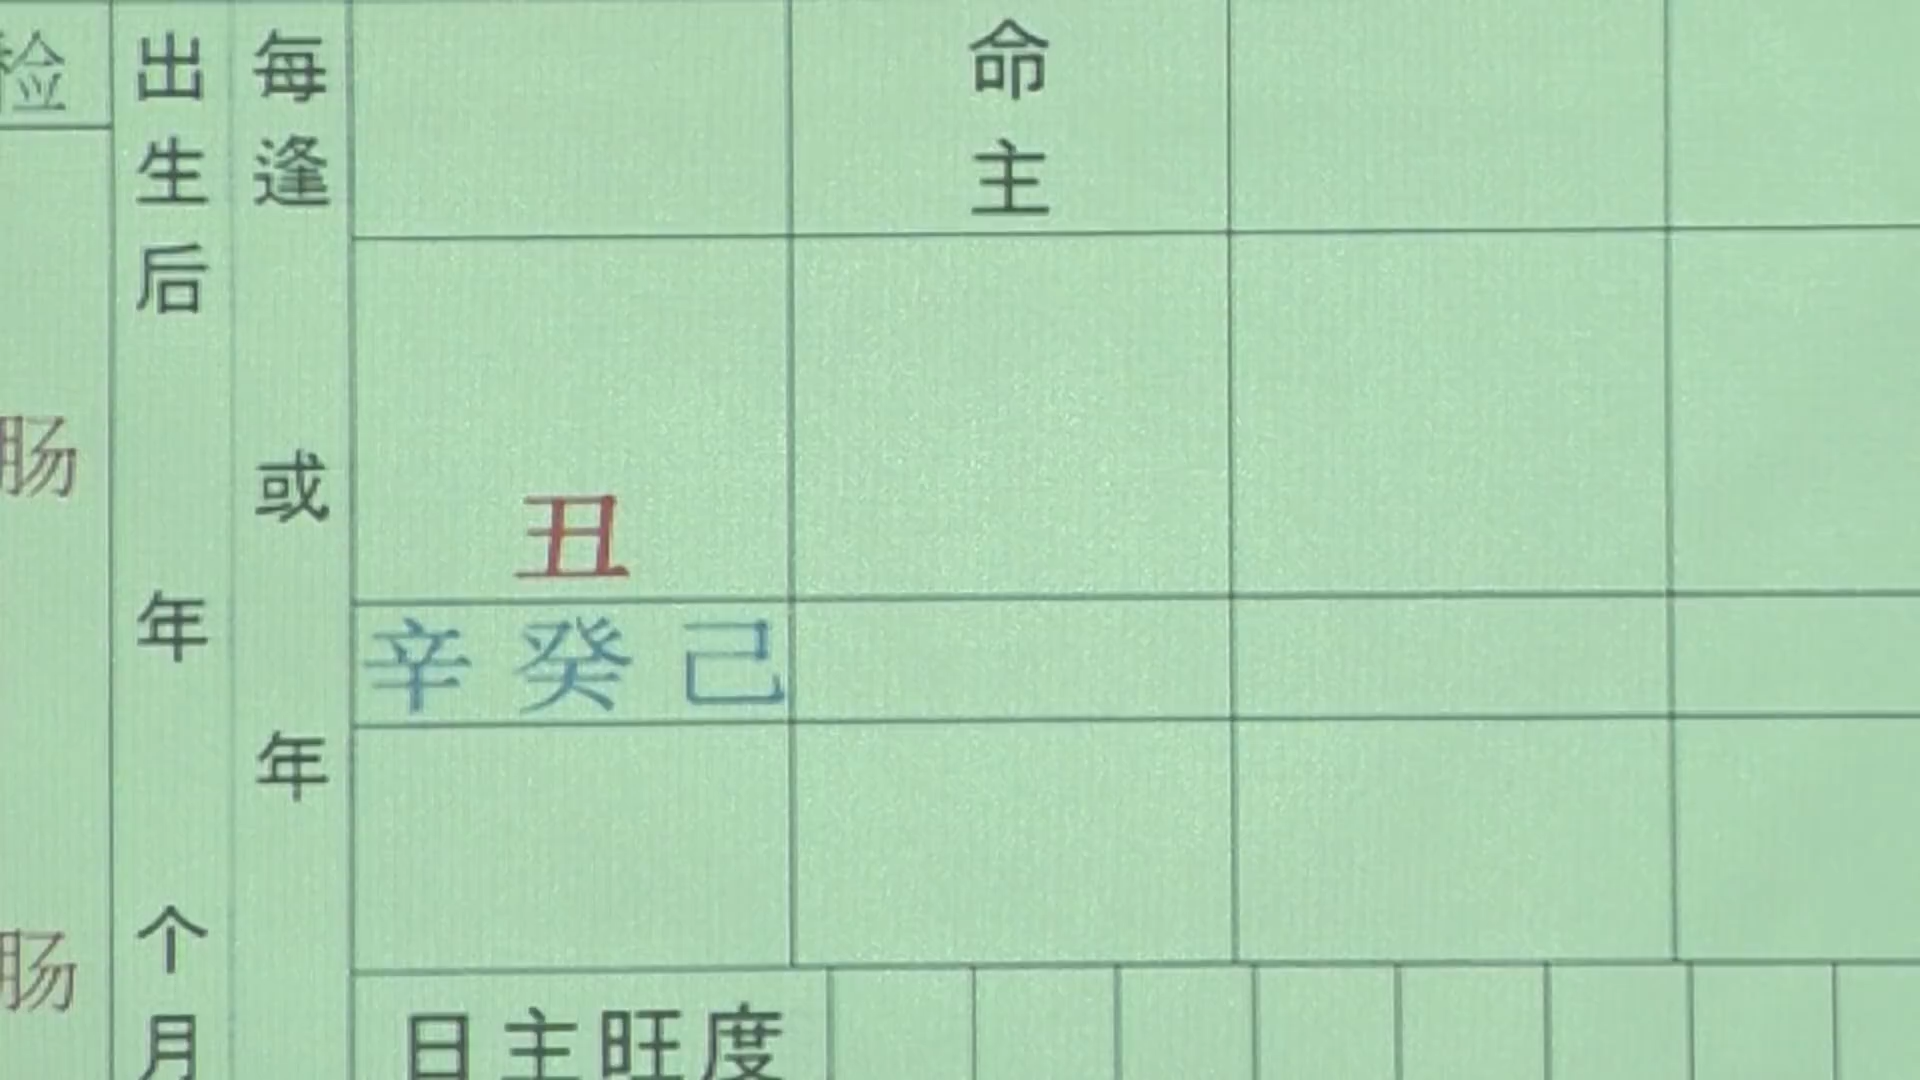 检
肠
肠
出生后 年 个月
每逢 或 年
命主
丑
辛 癸 己
日主旺度